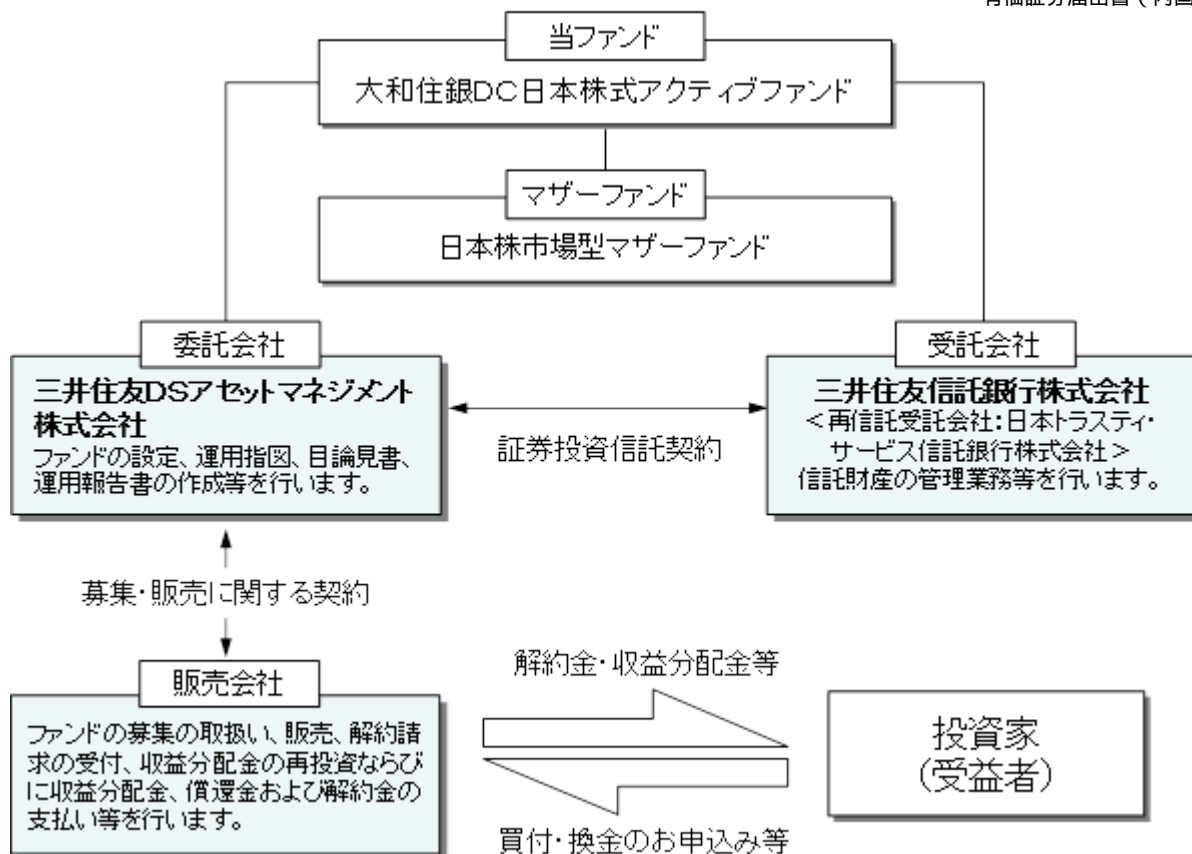 当ファンド
大和住銀DC日本株式アクティブファンド
マザーファンド
日本株市場型マザーファンド
委託会社
三井住友DSアセットマネジメント
株式会社
ファンドの設定、運用指図、目論見書、
運用報告書の作成等を行います。
証券投資信託契約
受託会社
三井住友信託銀行株式会社
＜再信託受託会社：日本トラスティ・
サービス信託銀行株式会社＞
信託財産の管理業務等を行います。
募集・販売に関する契約
販売会社
ファンドの募集の取扱い、販売、解約請
求の受付、収益分配金の再投資ならび
に収益分配金、償還金および解約金の
支払い等を行います。
解約金・収益分配金等
買付・換金のお申込み等
投資家
（受益者）